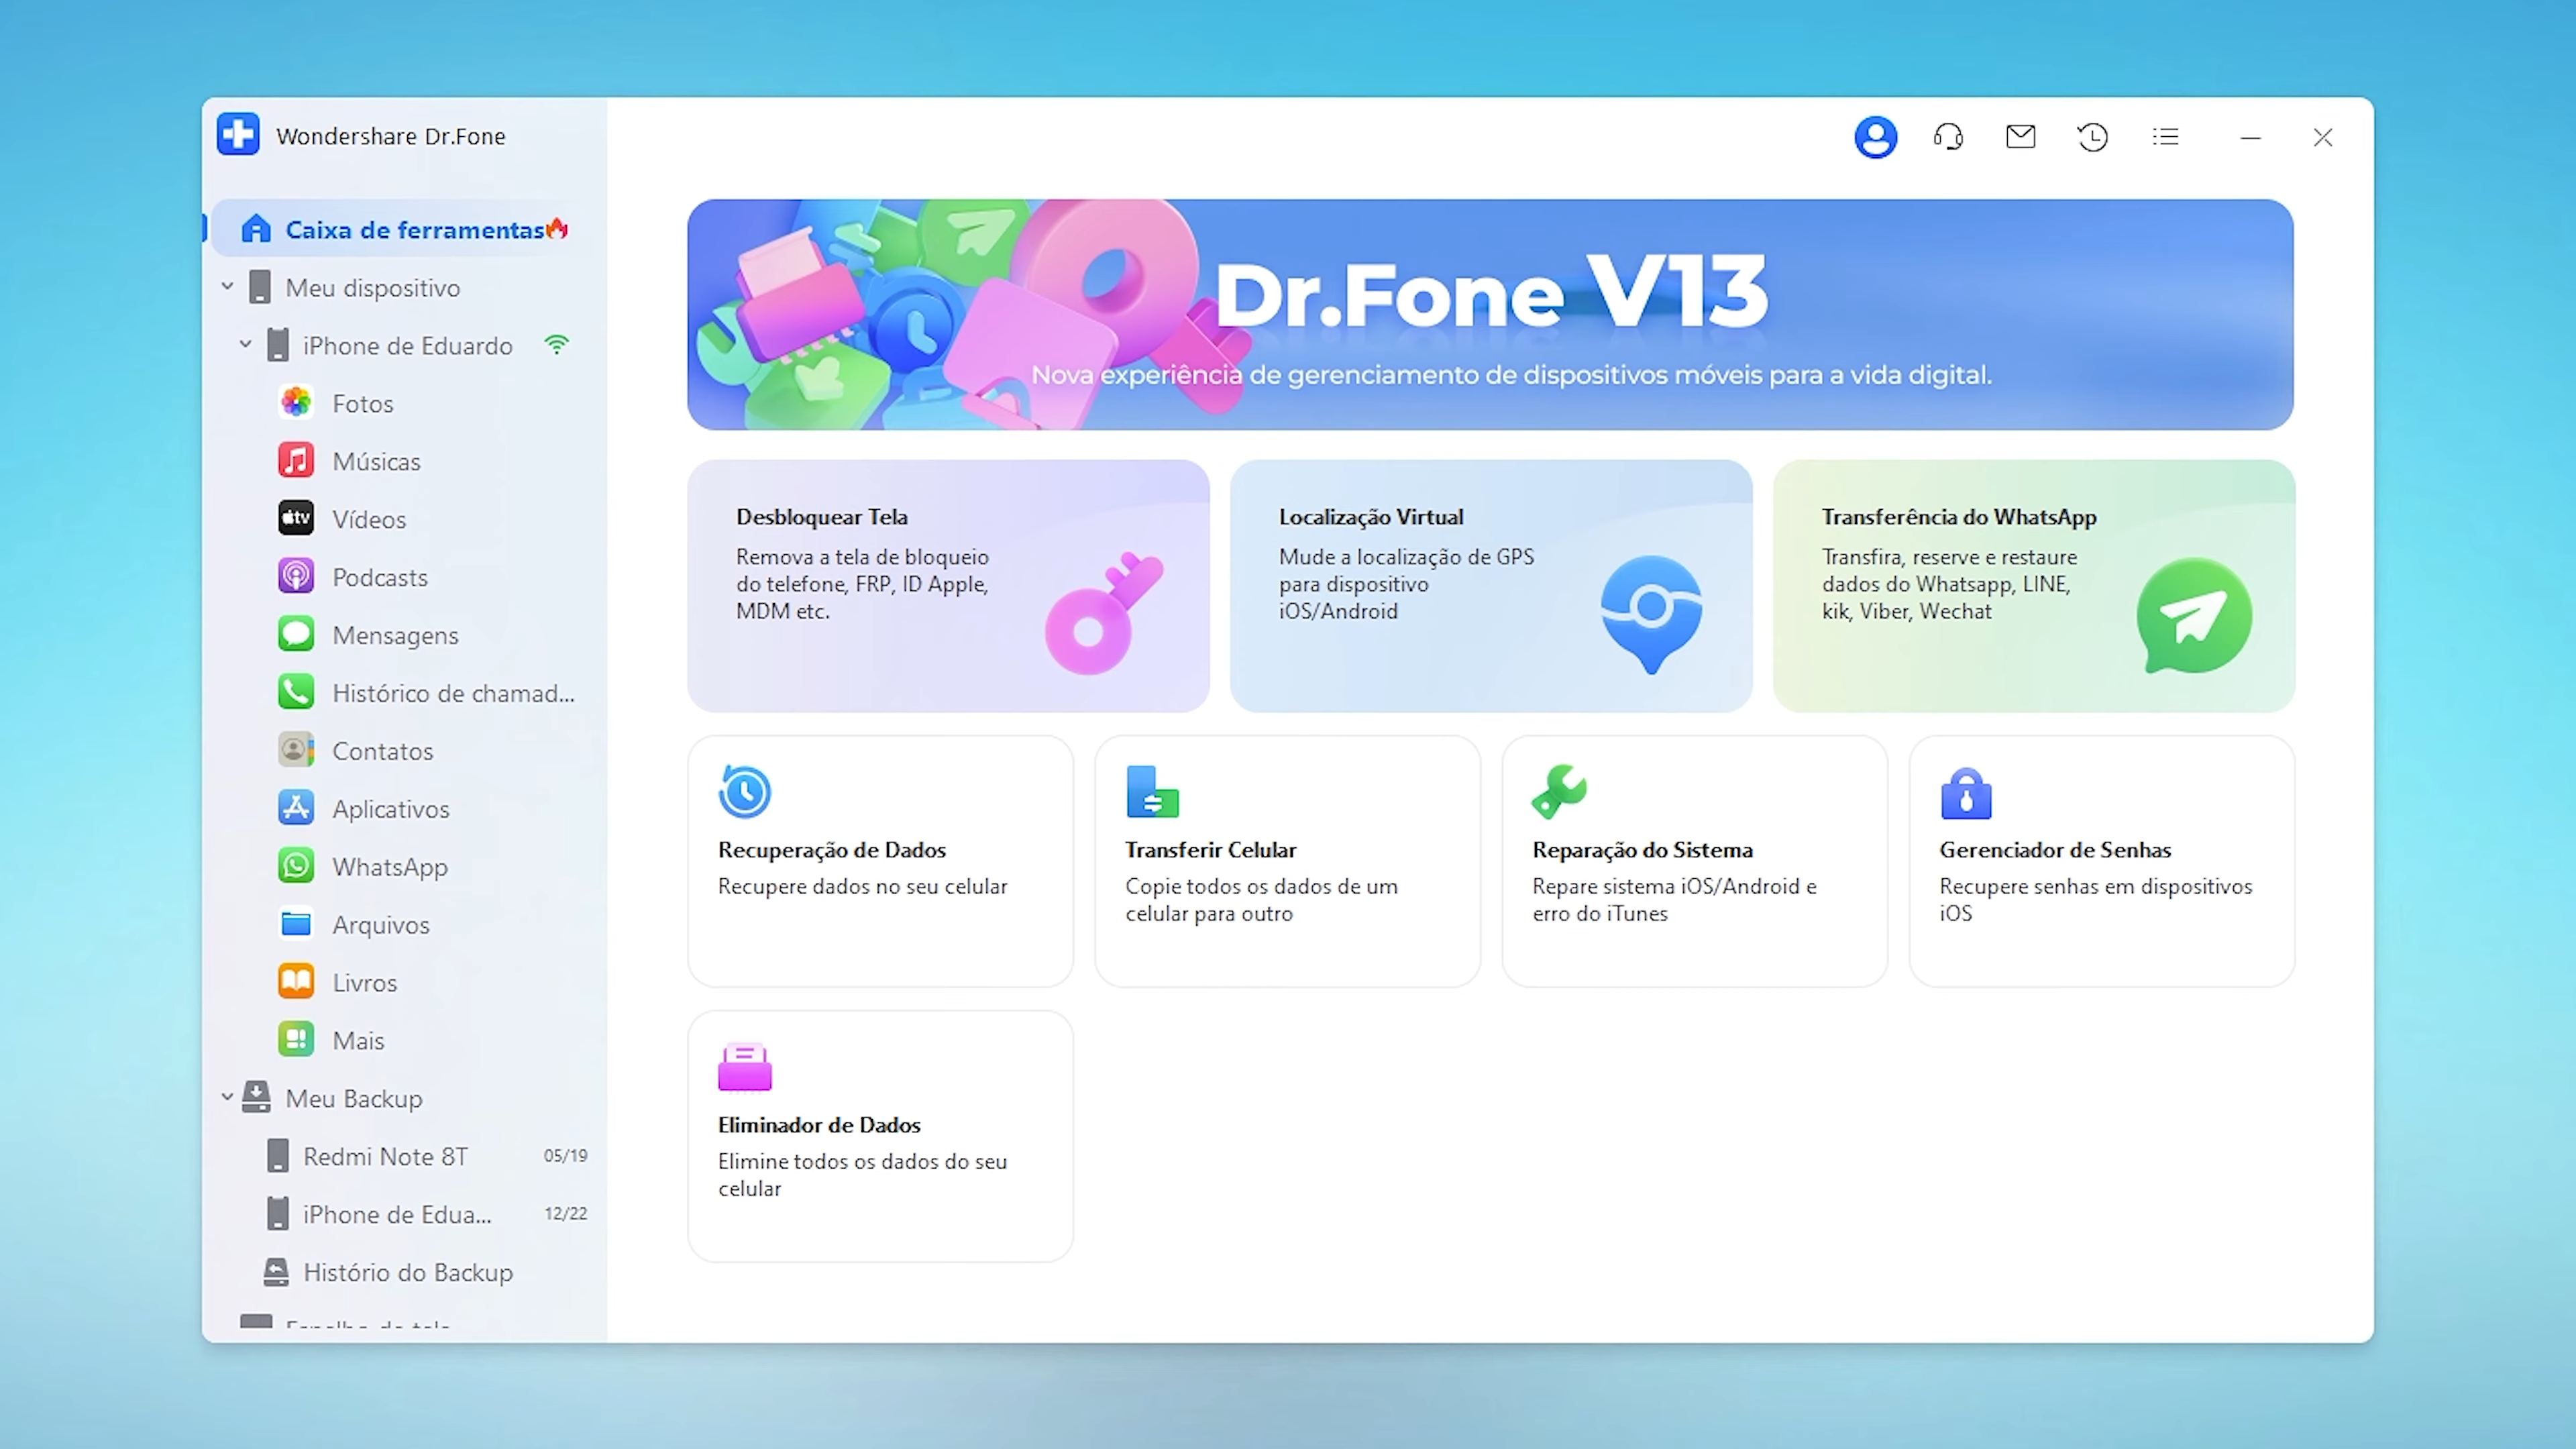 Wondershare Dr.Fone
Caixa de ferramentas
Meu dispositivo
iPhone de Eduardo
Fotos
Músicas
tv
Vídeos
Podcasts
Mensagens
Histórico de chamad...
Contatos
Aplicativos
WhatsApp
Arquivos
Livros
Mais
Meu Backup
Redmi Note 8T 05/19
iPhone de Edua... 12/22
Histório do Backup
Espelho de tela
Dr.Fone V13
Nova experiência de gerenciamento de dispositivos móveis para a vida digital.
Desbloquear Tela
Remova a tela de bloqueio
do telefone, FRP, ID Apple,
MDM etc.
Localização Virtual
Mude a localização de GPS
para dispositivo
iOS/Android
Transferência do WhatsApp
Transfira, reserve e restaure
dados do Whatsapp, LINE,
kik, Viber, Wechat
Recuperação de Dados
Recupere dados no seu celular
Transferir Celular
Copie todos os dados de um
celular para outro
Reparação do Sistema
Repare sistema iOS/Android e
erro do iTunes
Gerenciador de Senhas
Recupere senhas em dispositivos
iOS
Eliminador de Dados
Elimine todos os dados do seu
celular